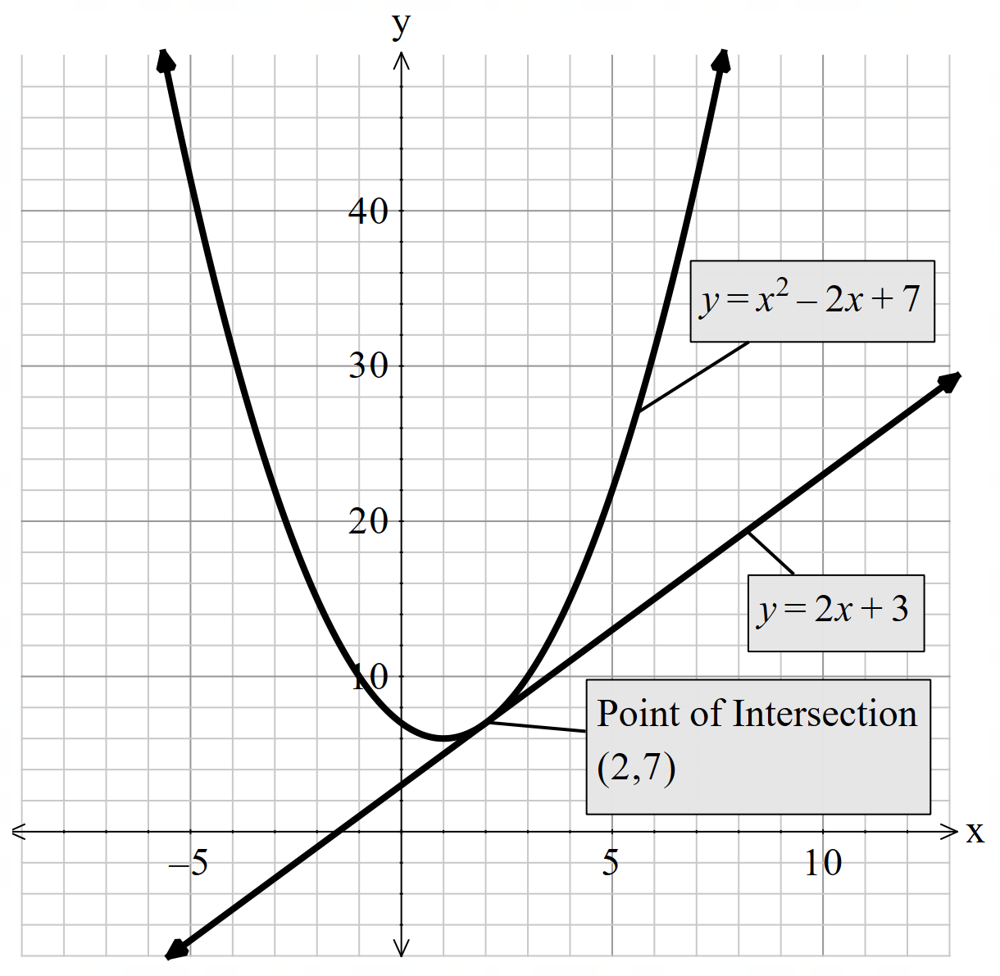 y
40
y = x² – 2x + 7
30
20
y = 2x + 3
10
Point of Intersection
(2,7)
x
–5 5 10